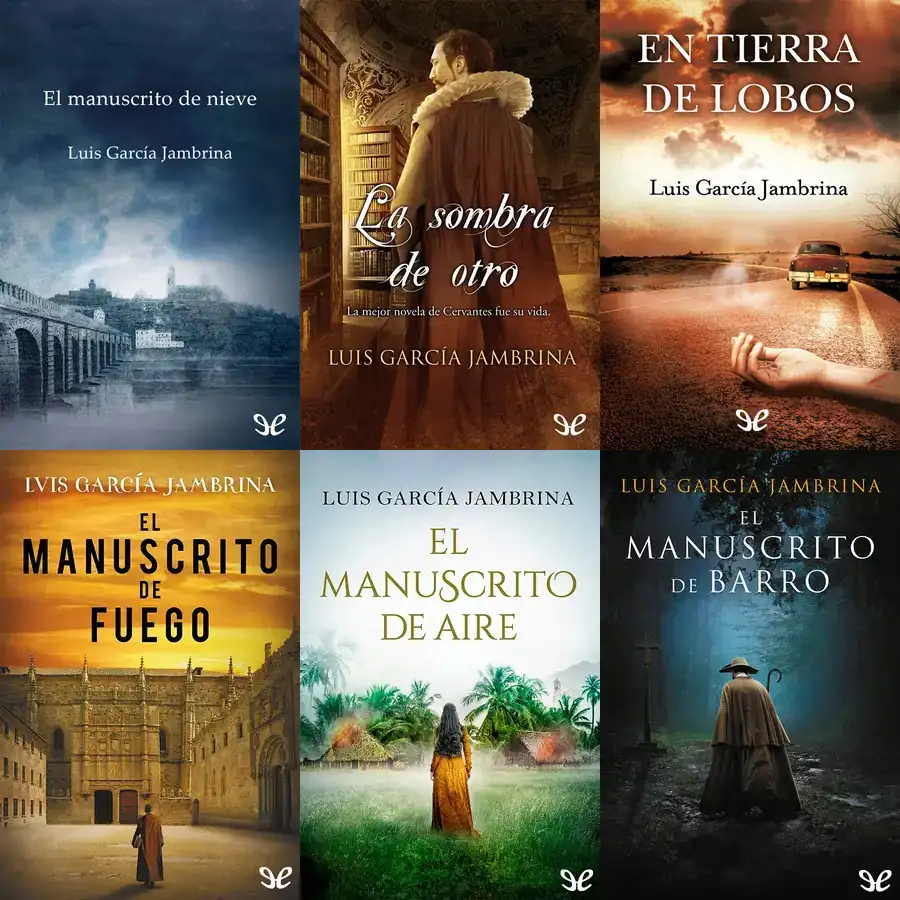 El manuscrito de nieve
Luis García Jambrina
La sombra
de otro
La mejor novela de Cervantes fue su vida.
LUIS GARCÍA JAMBRINA
EN TIERRA
DE LOBOS
Luis García Jambrina
LVIS GARCÍA JAMBRINA
EL
MANUSCRITO
DE
FUEGO
LUIS GARCÍA JAMBRINA
EL
MANUSCRITO
DE AIRE
LUIS GARCÍA JAMBRINA
EL
MANUSCRITO
DE BARRO